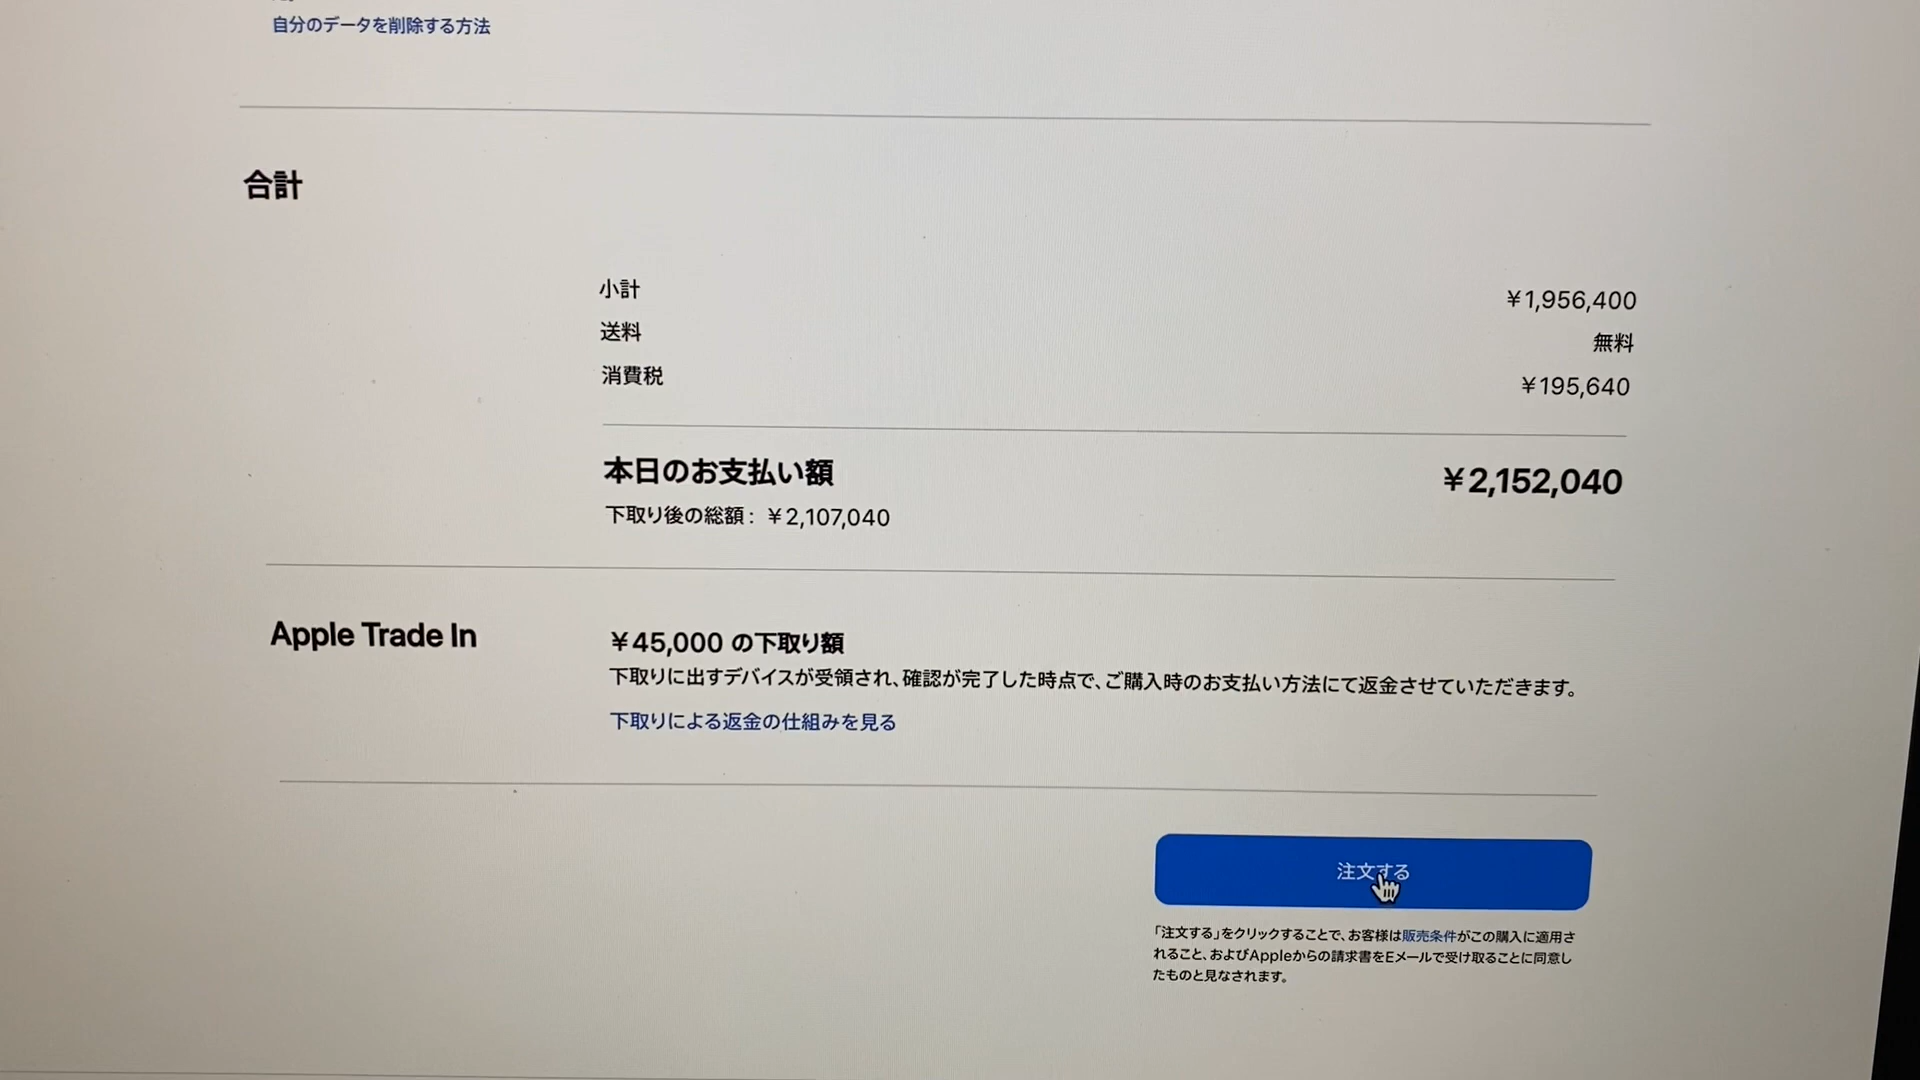 自分のデータを削除する方法
合計
小計 ¥1,956,400
送料 無料
消費税 ¥195,640
本日のお支払い額 ¥2,152,040
下取り後の総額: ¥2,107,040
Apple Trade In
¥45,000 の下取り額
下取りに出すデバイスが受領され、確認が完了した時点で、ご購入時のお支払い方法にて返金させていただきます。
下取りによる返金の仕組みを見る
注文する
「注文する」をクリックすることで、お客様は販売条件がこの購入に適用さ
れること、およびAppleからの請求書をEメールで受け取ることに同意し
たものと見なされます。